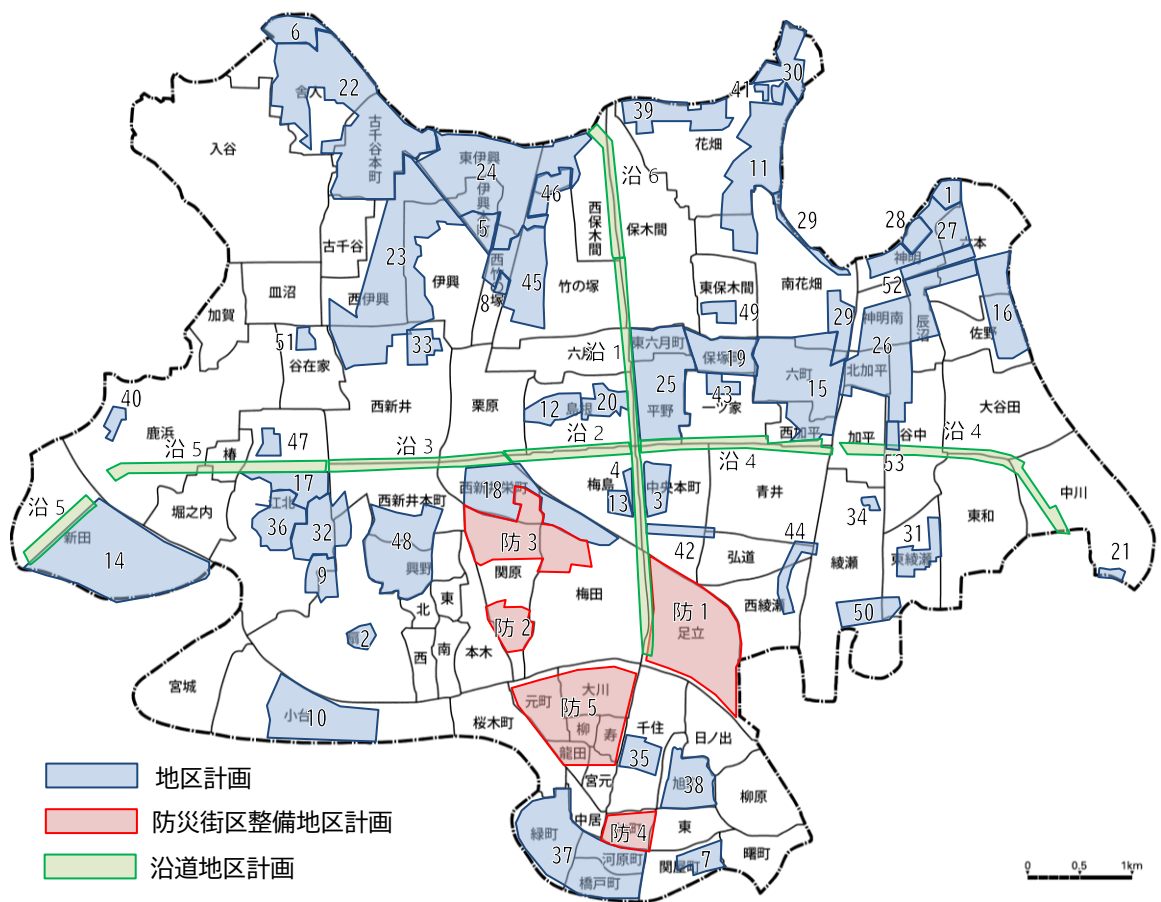 6
30
22
41
舎人
39
花畑
古千谷本町
入谷
東伊興
24
11
沿 6
伊興本町
46
1
西保木間
28
29
27
六木
5
保木間
古千谷
23
神明
西竹の塚
45
52
皿沼
伊興
竹の塚
東保木間
南花畑
西伊興
8
加賀
49
29
神明南
16
辰沼
佐野
51
33
六月
沿 1
東六月町
26
保塚
19
谷在家
六町
北加平
15
40
25
43
西新井
栗原
12
島根
20
平野
一ツ家
大谷田
鹿浜
47
沿 3
沿 2
西加平
加平
谷中
沿 4
椿
沿 5
53
沿 4
4
17
18
西新井栄町
梅島
中央本町
青井
中川
西新井本町
江北
13
3
沿 5
堀之内
34
東和
36
32
新田
48
防 3
42
44
31
14
興野
弘道
綾瀬
東綾瀬
21
9
関原
梅田
東
北
防 1
西綾瀬
50
扇
2
防 2
足立
南
本木
西
宮城
大川
元町
防 5
小台
10
桜木町
柳
寿
千住
日ノ出
龍田
35
宮元
旭町
38
柳原
地区計画
中居
緑町
防 4
東
防災街区整備地区計画
37
河原町
関屋町
7
曙町
沿道地区計画
橋戸町
0
0.5
1km